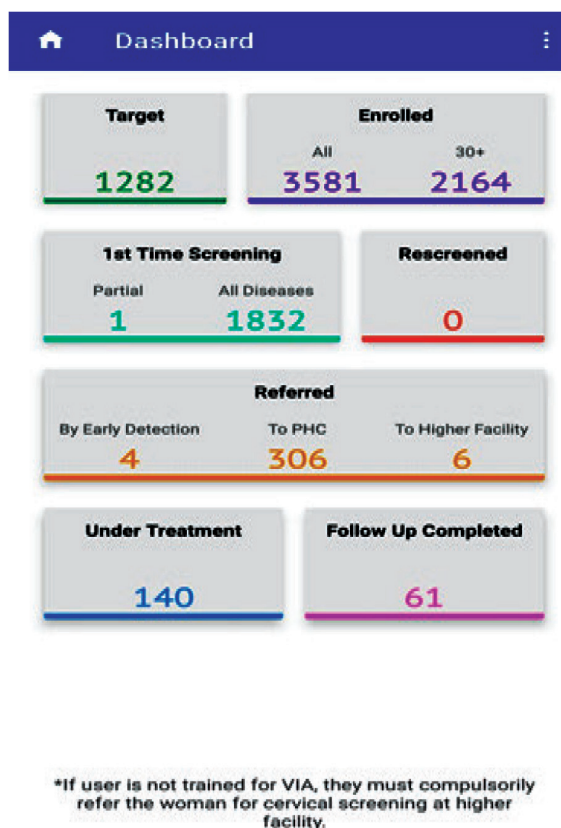 Dashboard
Target
Enrolled
All
30+
1282
3581
2164
1st Time Screening
Rescreened
Partial
All Diseases
1
1832
0
Referred
By Early Detection
To PHC
To Higher Facility
4
306
6
Under Treatment
Follow Up Completed
140
61
*If user is not trained for VIA, they must compulsorily
refer the woman for cervical screening at higher
facility.